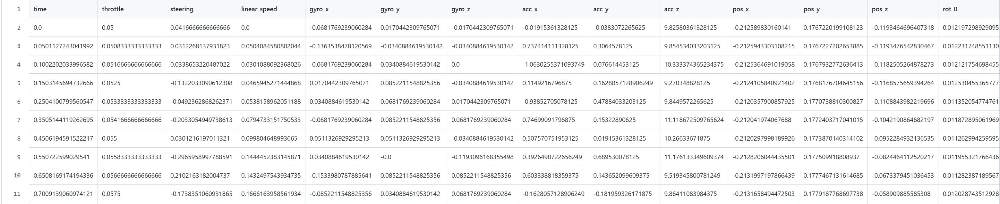 1 time throttle steering linear_speed gyro_x gyro_y gyro_z acc_x acc_y acc_z pos_x pos_y pos_z rot_0
2 0.0 0.05 0.0416666666666666 0.0 -0.0681769239060284 0.0170442309765071 -0.0170442309765071 -0.01915361328125 -0.0383072265625 9.82580361328125 -0.212589830160141 0.1767220199108123 -0.1193464696407318 0.012197298929095
3 0.0501127243041992 0.0508333333333333 0.0312268137931823 0.0504084580802044 -0.1363538478120569 -0.0340884619530142 -0.0340884619530142 0.737414111328125 0.3064578125 9.854534033203125 -0.2125943303108215 0.1767227202653885 -0.1193476542830467 0.012231748551130
4 0.1002202033996582 0.0516666666666666 0.0338653220487022 0.0301088092368026 -0.0681769239060284 0.0340884619530142 0.0 -1.0630255371093749 0.076614453125 10.333374365234375 -0.2125364691019058 0.1767932772636413 -0.1182505264878273 0.012121754698455
5 0.1503145694732666 0.0525 -0.1322033090612308 0.0465945271444868 0.0170442309765071 0.0852211548825356 -0.0340884619530142 0.1149216796875 0.1628057128906249 9.270348828125 -0.2124105840921402 0.1768176704645156 -0.1168575659394264 0.012530455365777
6 0.2504100799560547 0.0533333333333333 -0.0492362868262371 0.0538158962051188 0.0340884619530142 0.0681769239060284 0.0170442309765071 -0.93852705078125 0.47884033203125 9.8449572265625 -0.2120357900857925 0.1770738810300827 -0.1108843982219696 0.011352054774761
7 0.3505144119262695 0.0541666666666666 -0.2033054949738613 0.0794733151750533 -0.0681769239060284 0.0852211548825356 0.0681769239060284 0.74699091796875 0.15322890625 11.118672509765624 -0.212041974067688 0.1772403717041015 -0.1042190864682197 0.011872895061969
8 0.4506194591522217 0.055 0.0301216197011321 0.099804648993665 0.0511326929295213 0.0511326929295213 -0.0340884619530142 0.507570751953125 0.01915361328125 10.26633671875 -0.2120297998189926 0.1773870140314102 -0.0952284932136535 0.011262994259595
9 0.550722599029541 0.0558333333333333 -0.2965958997788591 0.1444452383145871 0.0340884619530142 -0.0 -0.1193096168355498 0.3926490722656249 0.689530078125 11.176133349609374 -0.2128206044435501 0.177509918808937 -0.0824464112520217 0.011955321766436
10 0.6508169174194336 0.0566666666666666 0.2102163182004737 0.1432497543934735 -0.1533980787885641 0.0852211548825356 0.0852211548825356 0.603338818359375 0.143652099609375 9.519345800781249 -0.2131997197866439 0.1777467131614685 -0.0673379451036453 0.011282387189567
11 0.7009139060974121 0.0575 -0.1738351060931865 0.1666163958561934 -0.0852211548825356 0.0340884619530142 0.0681769239060284 -0.1628057128906249 -0.181959326171875 9.86411083984375 -0.2131658494472503 0.1779187768697738 -0.058909885585308 0.012028743512928